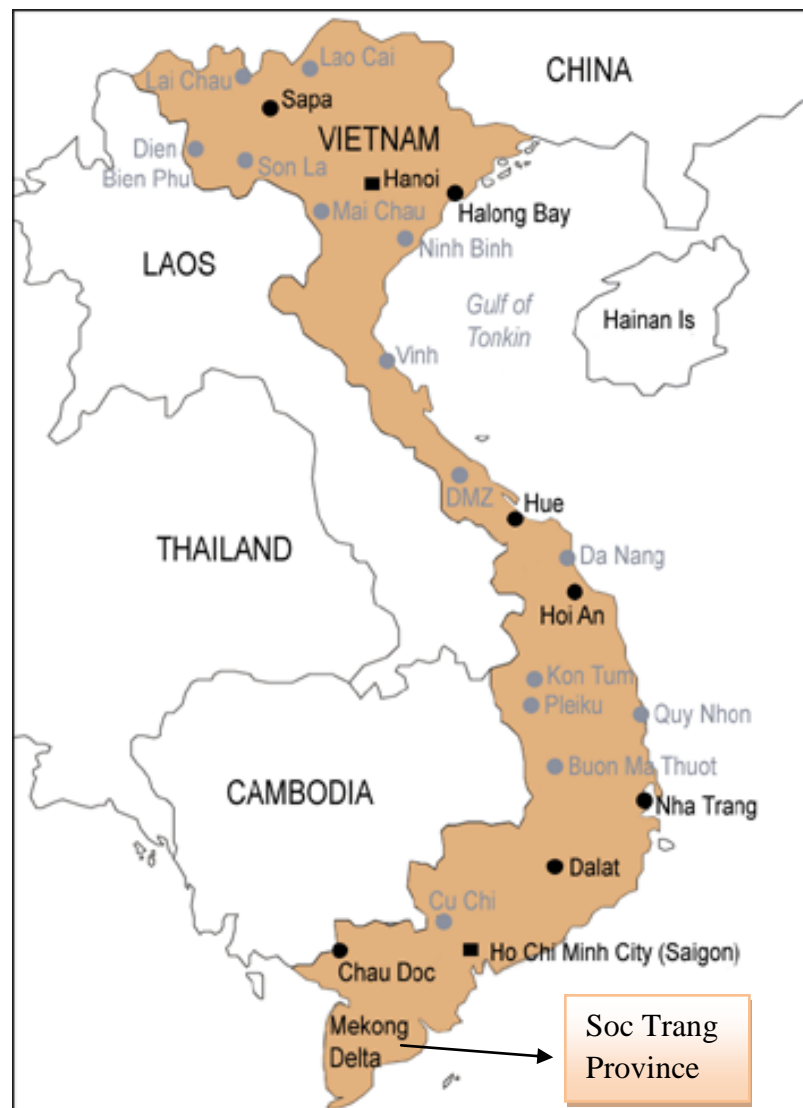 Lao Cai
CHINA
Lai Chau
Sapa
VIETNAM
Dien
Bien Phu
Son La
Hanoi
Mai Chau
Halong Bay
Ninh Binh
LAOS
Gulf of
Tonkin
Hainan Is
Vinh
DMZ
Hue
THAILAND
Da Nang
Hoi An
Kon Tum
Pleiku
Quy Nhon
Buon Ma Thuot
CAMBODIA
Nha Trang
Dalat
Cu Chi
Ho Chi Minh City (Saigon)
Chau Doc
Mekong
Delta
Soc Trang
Province